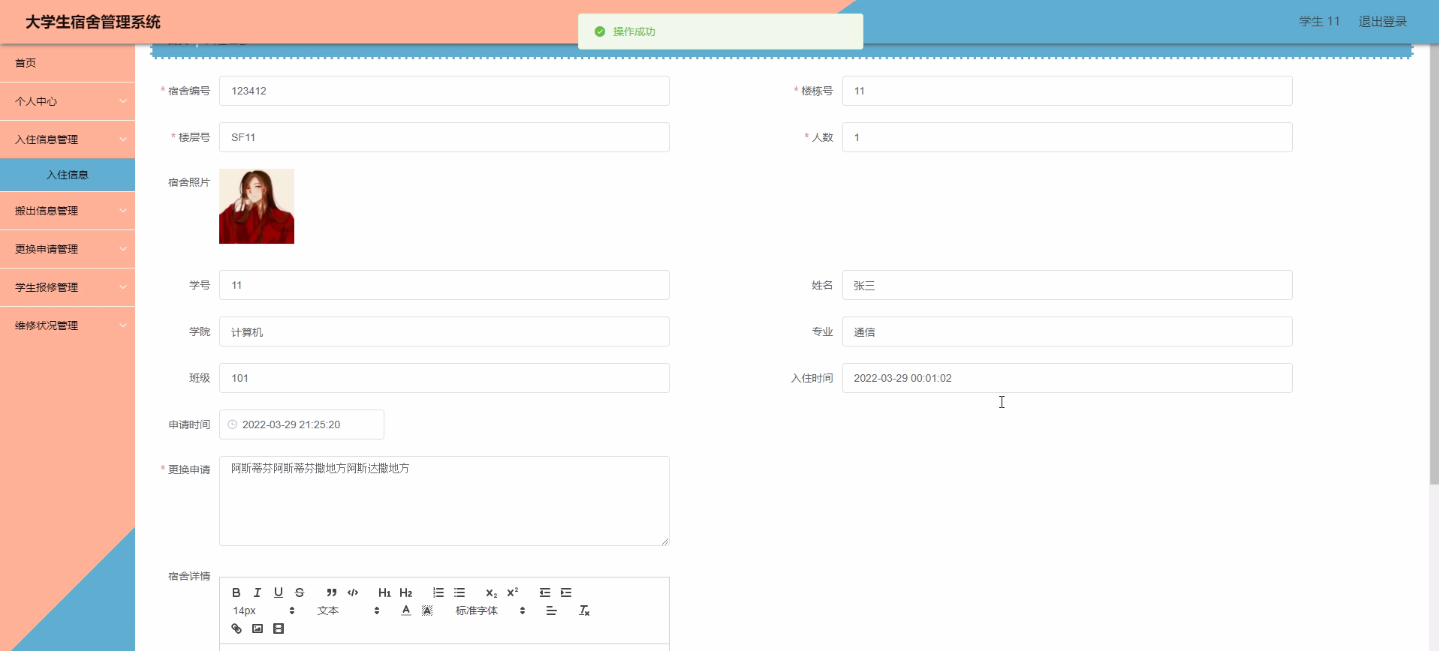 大学生宿舍管理系统
操作成功
学生 11 退出登录
首页
个人中心
入住信息管理
入住信息
搬出信息管理
更换申请管理
学生报修管理
维修状况管理
* 宿舍编号 123412
* 楼栋号 11
* 楼层号 SF11
* 人数 1
宿舍照片
学号 11
姓名 张三
学院 计算机
专业 通信
班级 101
入住时间 2022-03-29 00:01:02
申请时间 2022-03-29 21:25:20
* 更换申请 阿斯蒂芬阿斯蒂芬撒地方阿斯达撒地方
宿舍详情
B I U S H1 H2 X2 X2
14px 文本 A A 标准字体 Tx